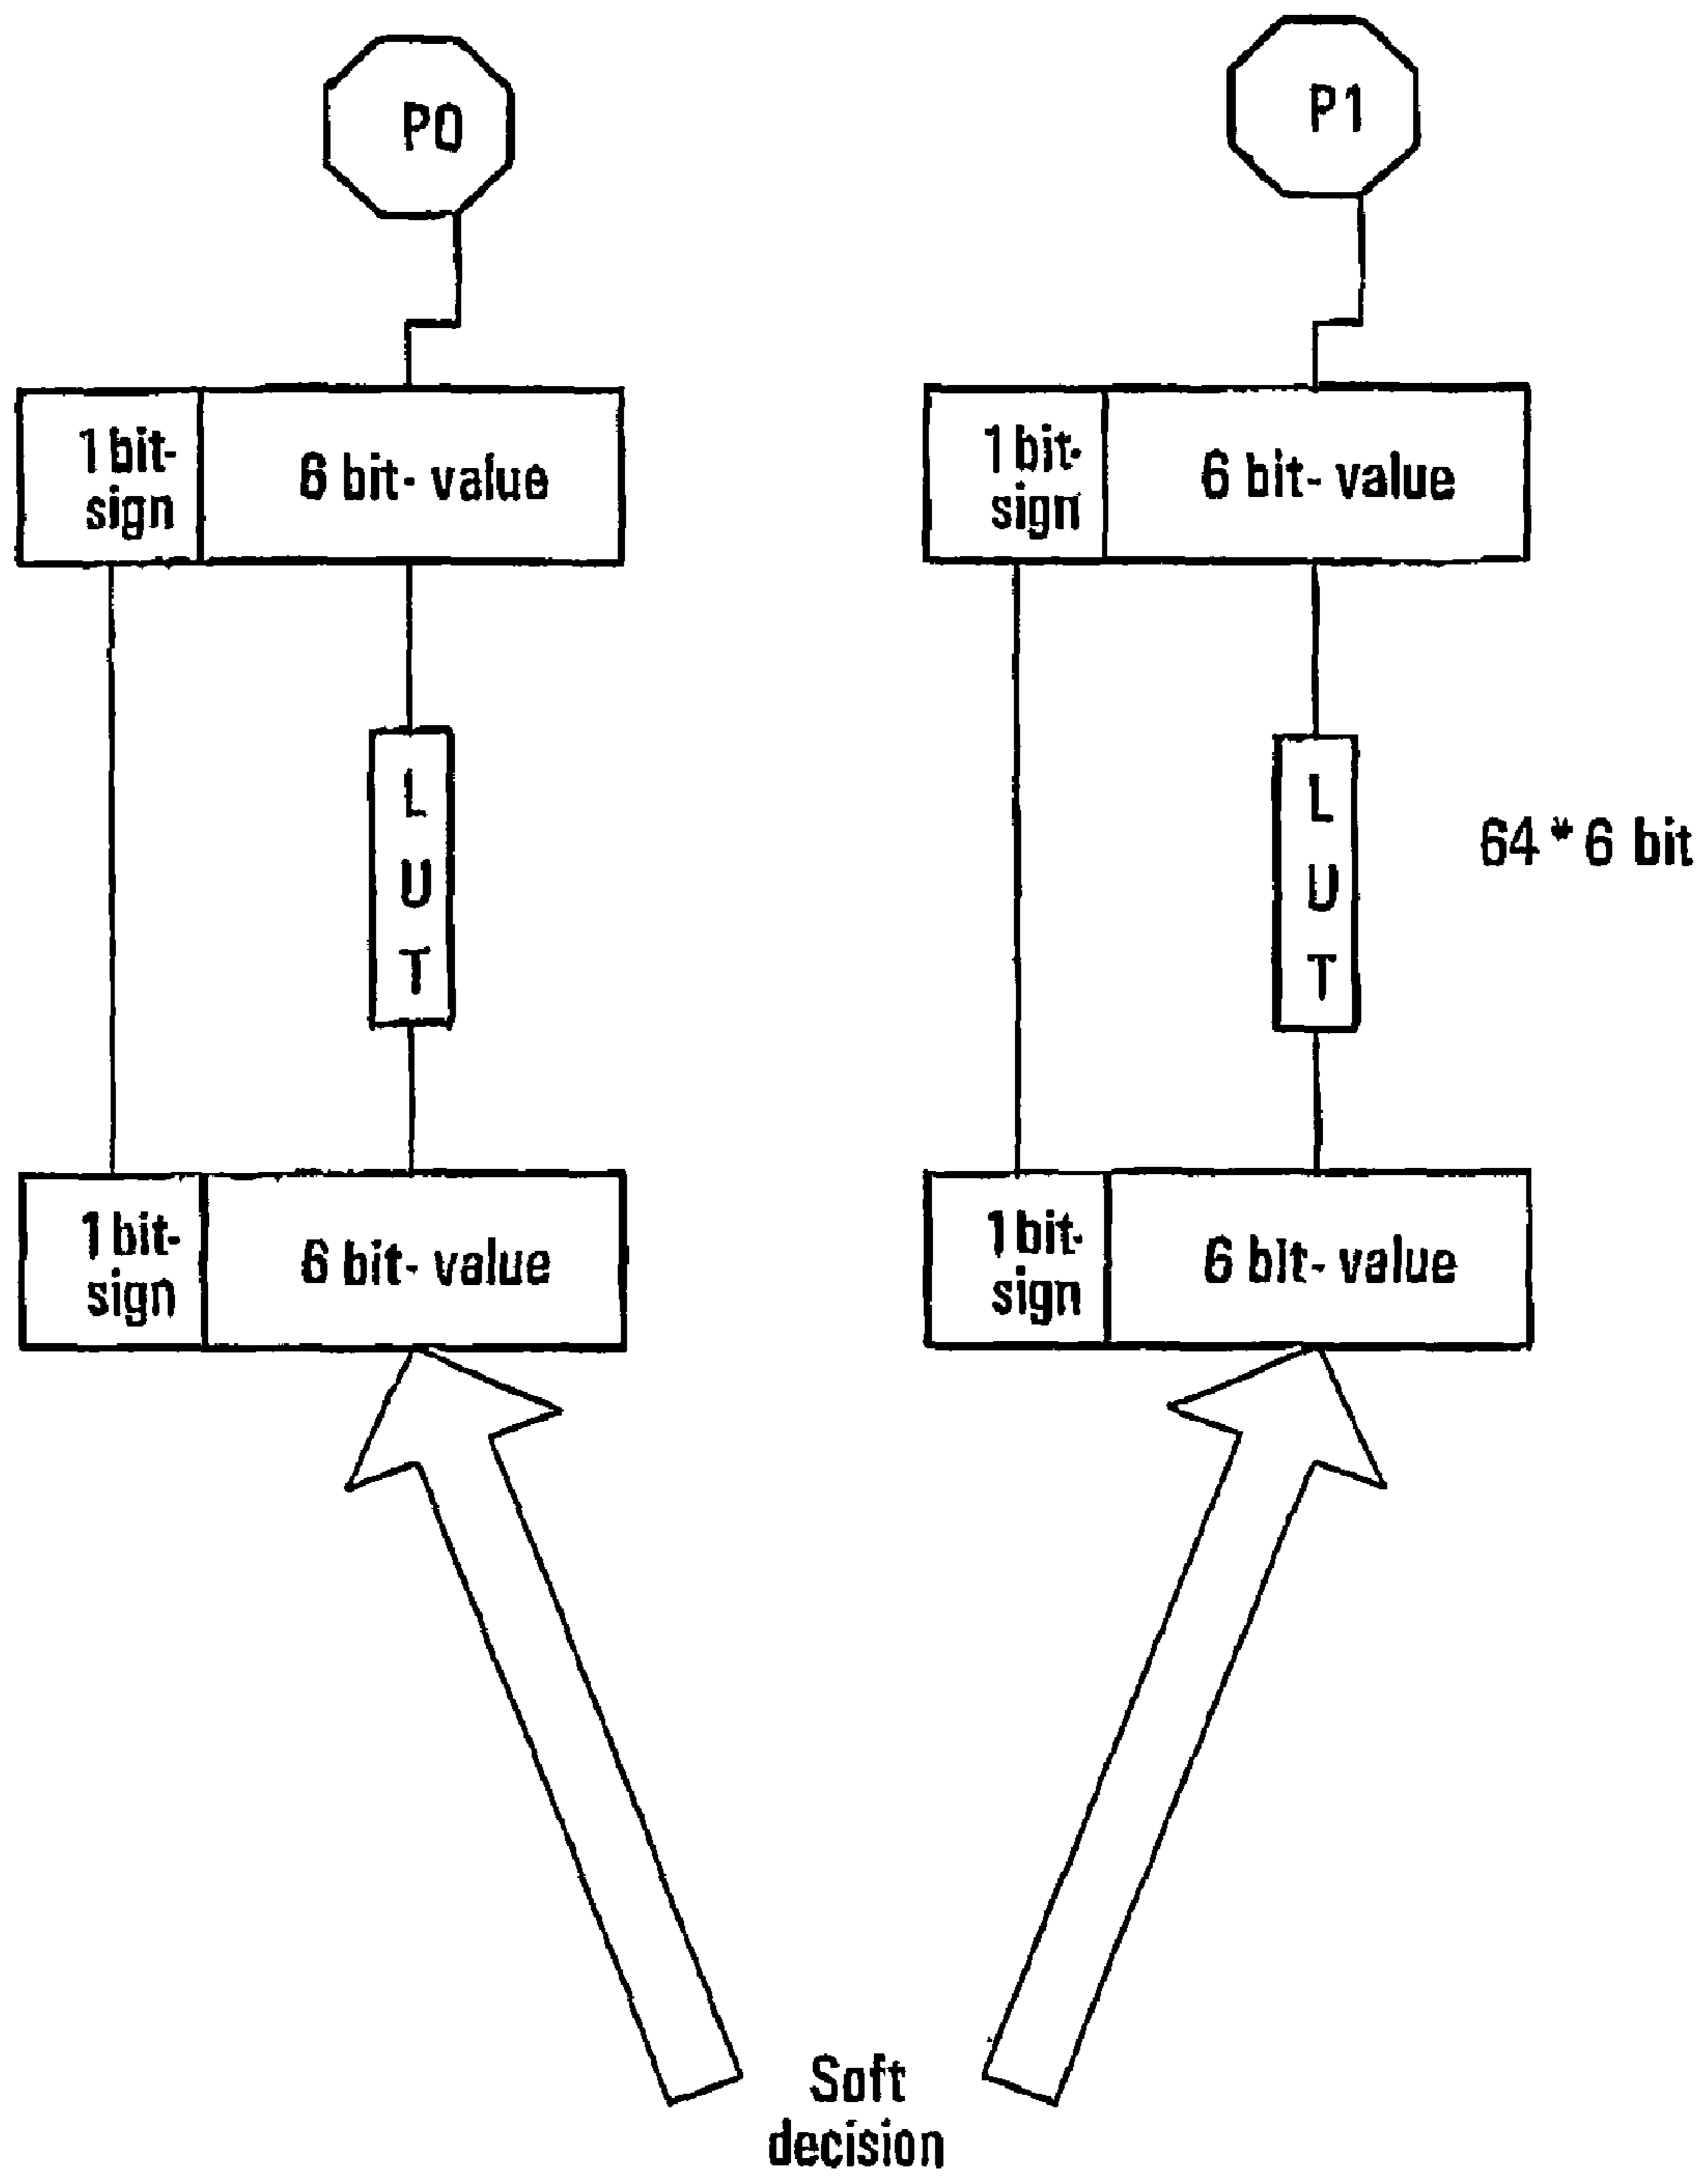 P0
P1
1 bit-
sign
6 bit- value
1 bit-
sign
6 bit- value
L
U
T
L
U
T
64 * 6 bit
1 bit-
sign
6 bit- value
1 bit-
sign
6 bit- value
Soft
decision